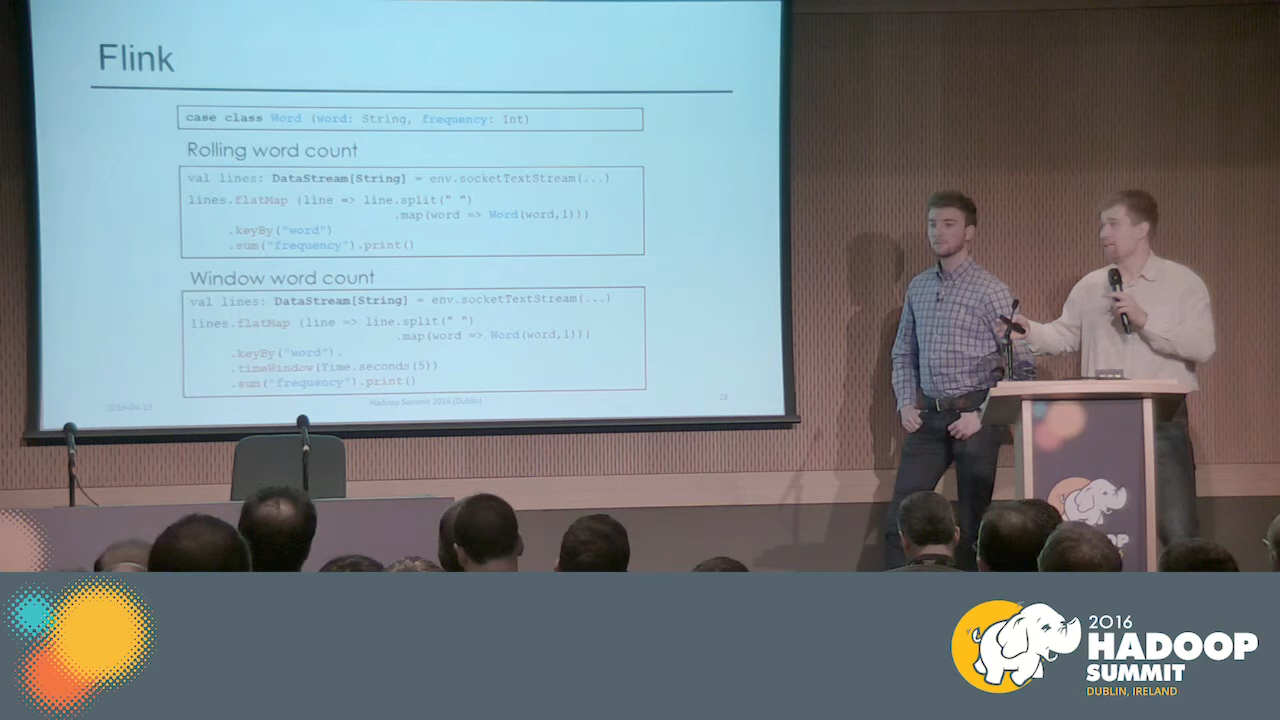 Flink
case class Word (word: String, frequency: Int)
Rolling word count
val lines: DataStream[String] = env.socketTextStream(...)
lines.flatMap (line => line.split(" ")
.map(word => Word(word,1)))
.keyBy("word")
.sum("frequency").print()
Window word count
val lines: DataStream[String] = env.socketTextStream(...)
lines.flatMap (line => line.split(" ")
.map(word => Word(word,1)))
.keyBy("word").
.timeWindow(Time.seconds(5))
.sum("frequency").print()
2016-04-13
Hadoop Summit 2016 (Dublin)
2016
HADOOP
SUMMIT
DUBLIN, IRELAND